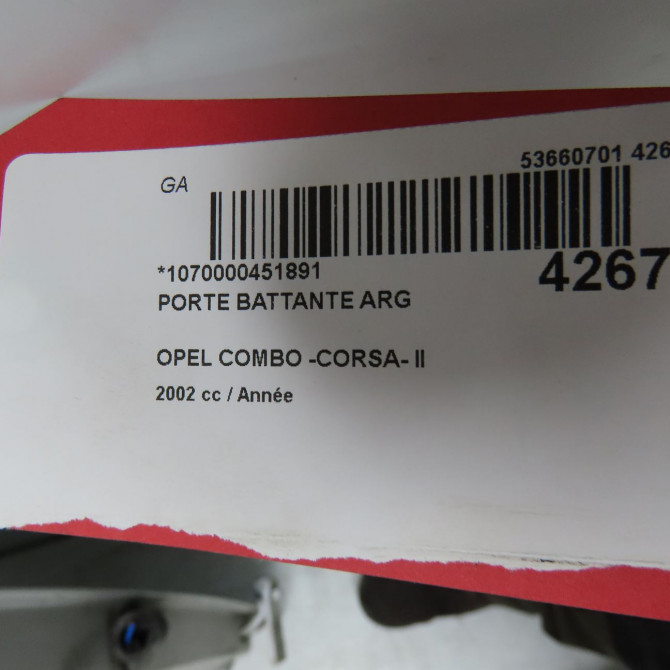 53660701 426
GA
*1070000451891
4267
PORTE BATTANTE ARG
OPEL COMBO -CORSA- II
2002 cc / Année